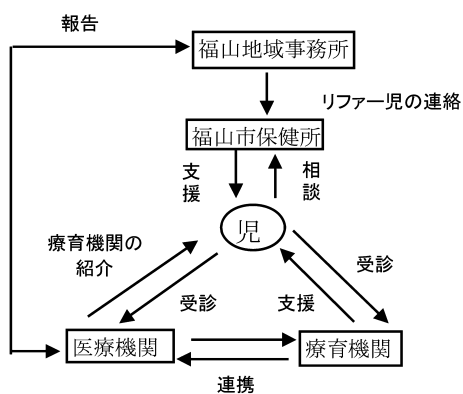 報告
福山地域事務所
リファー児の連絡
福山市保健所
支援
相談
児
療育機関の
紹介
受診
受診
支援
医療機関
療育機関
連携